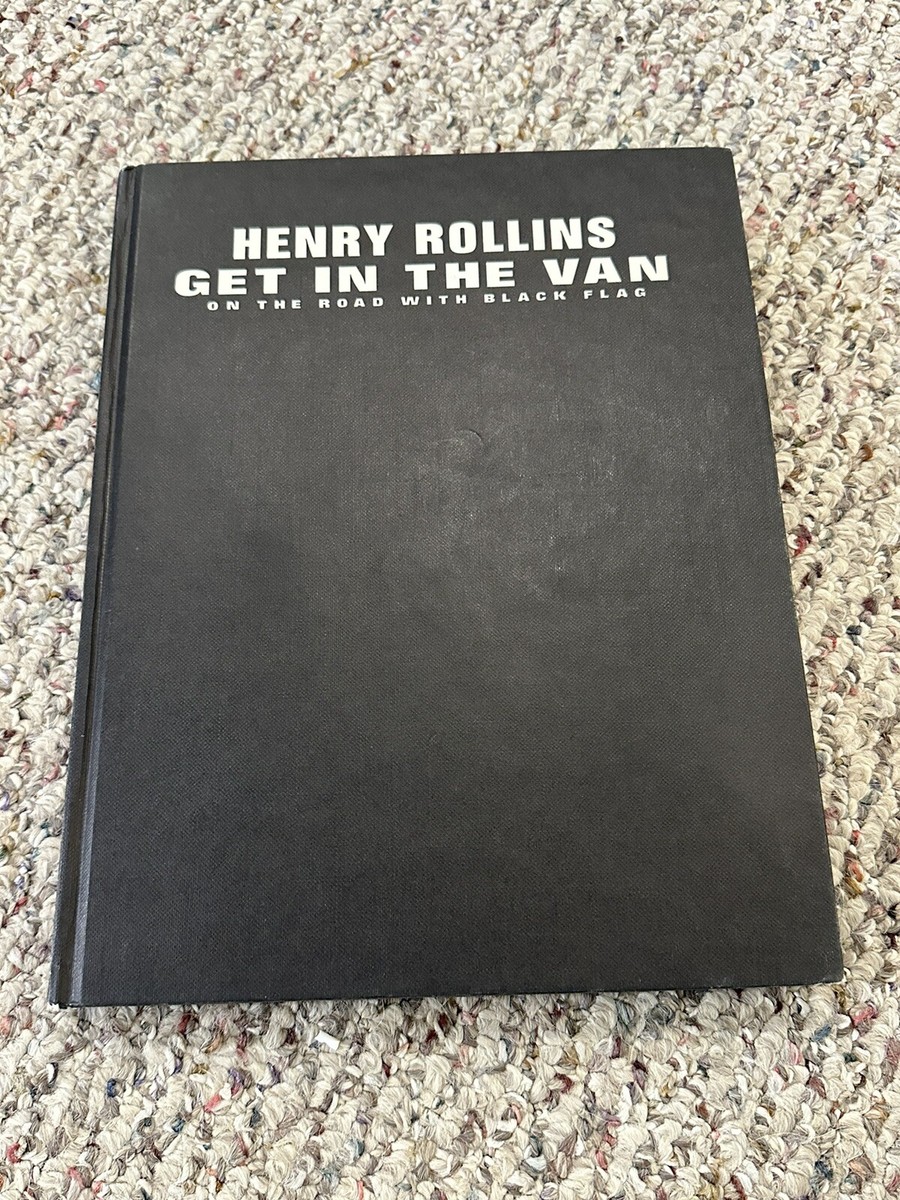 HENRY ROLLINS
GET IN THE VAN
ON THE ROAD WITH BLACK FLAG